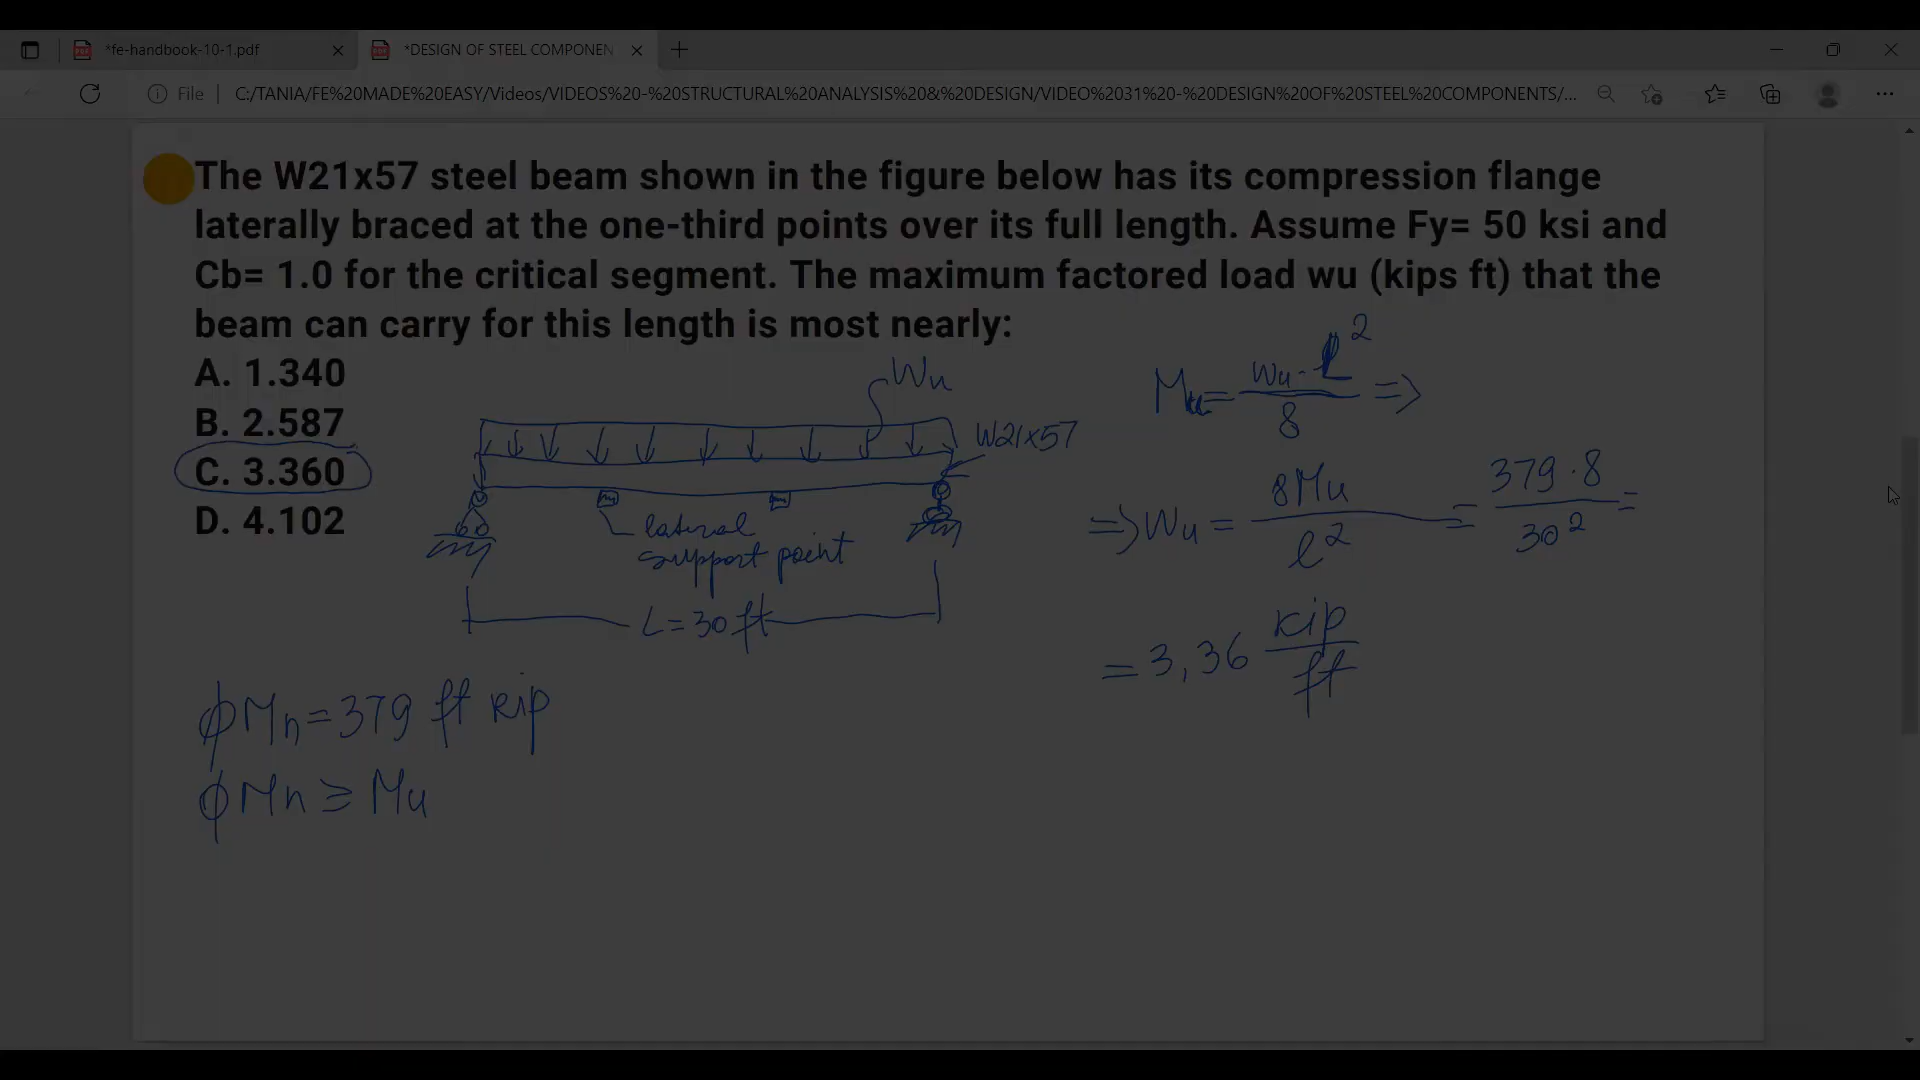 *fe-handbook-10-1.pdf
*DESIGN OF STEEL COMPONEN
File
C:/TANIA/FE%20MADE%20EASY/Videos/VIDEOS%20-%20STRUCTURAL%20ANALYSIS%20&%20DESIGN/VIDEO%2031%20-%20DESIGN%20OF%20STEEL%20COMPONENTS/...
The W21x57 steel beam shown in the figure below has its compression flange
laterally braced at the one-third points over its full length. Assume Fy= 50 ksi and
Cb= 1.0 for the critical segment. The maximum factored load wu (kips ft) that the
beam can carry for this length is most nearly:
A. 1.340
B. 2.587
C. 3.360
D. 4.102
Wu
W21x57
lateral
support point
L = 30 ft
Mu = Wu · L² / 8 =>
=> Wu = 8Mu / l² = 379 · 8 / 30² =
= 3,36 kip / ft
φMn = 379 ft kip
φMn ≥ Mu